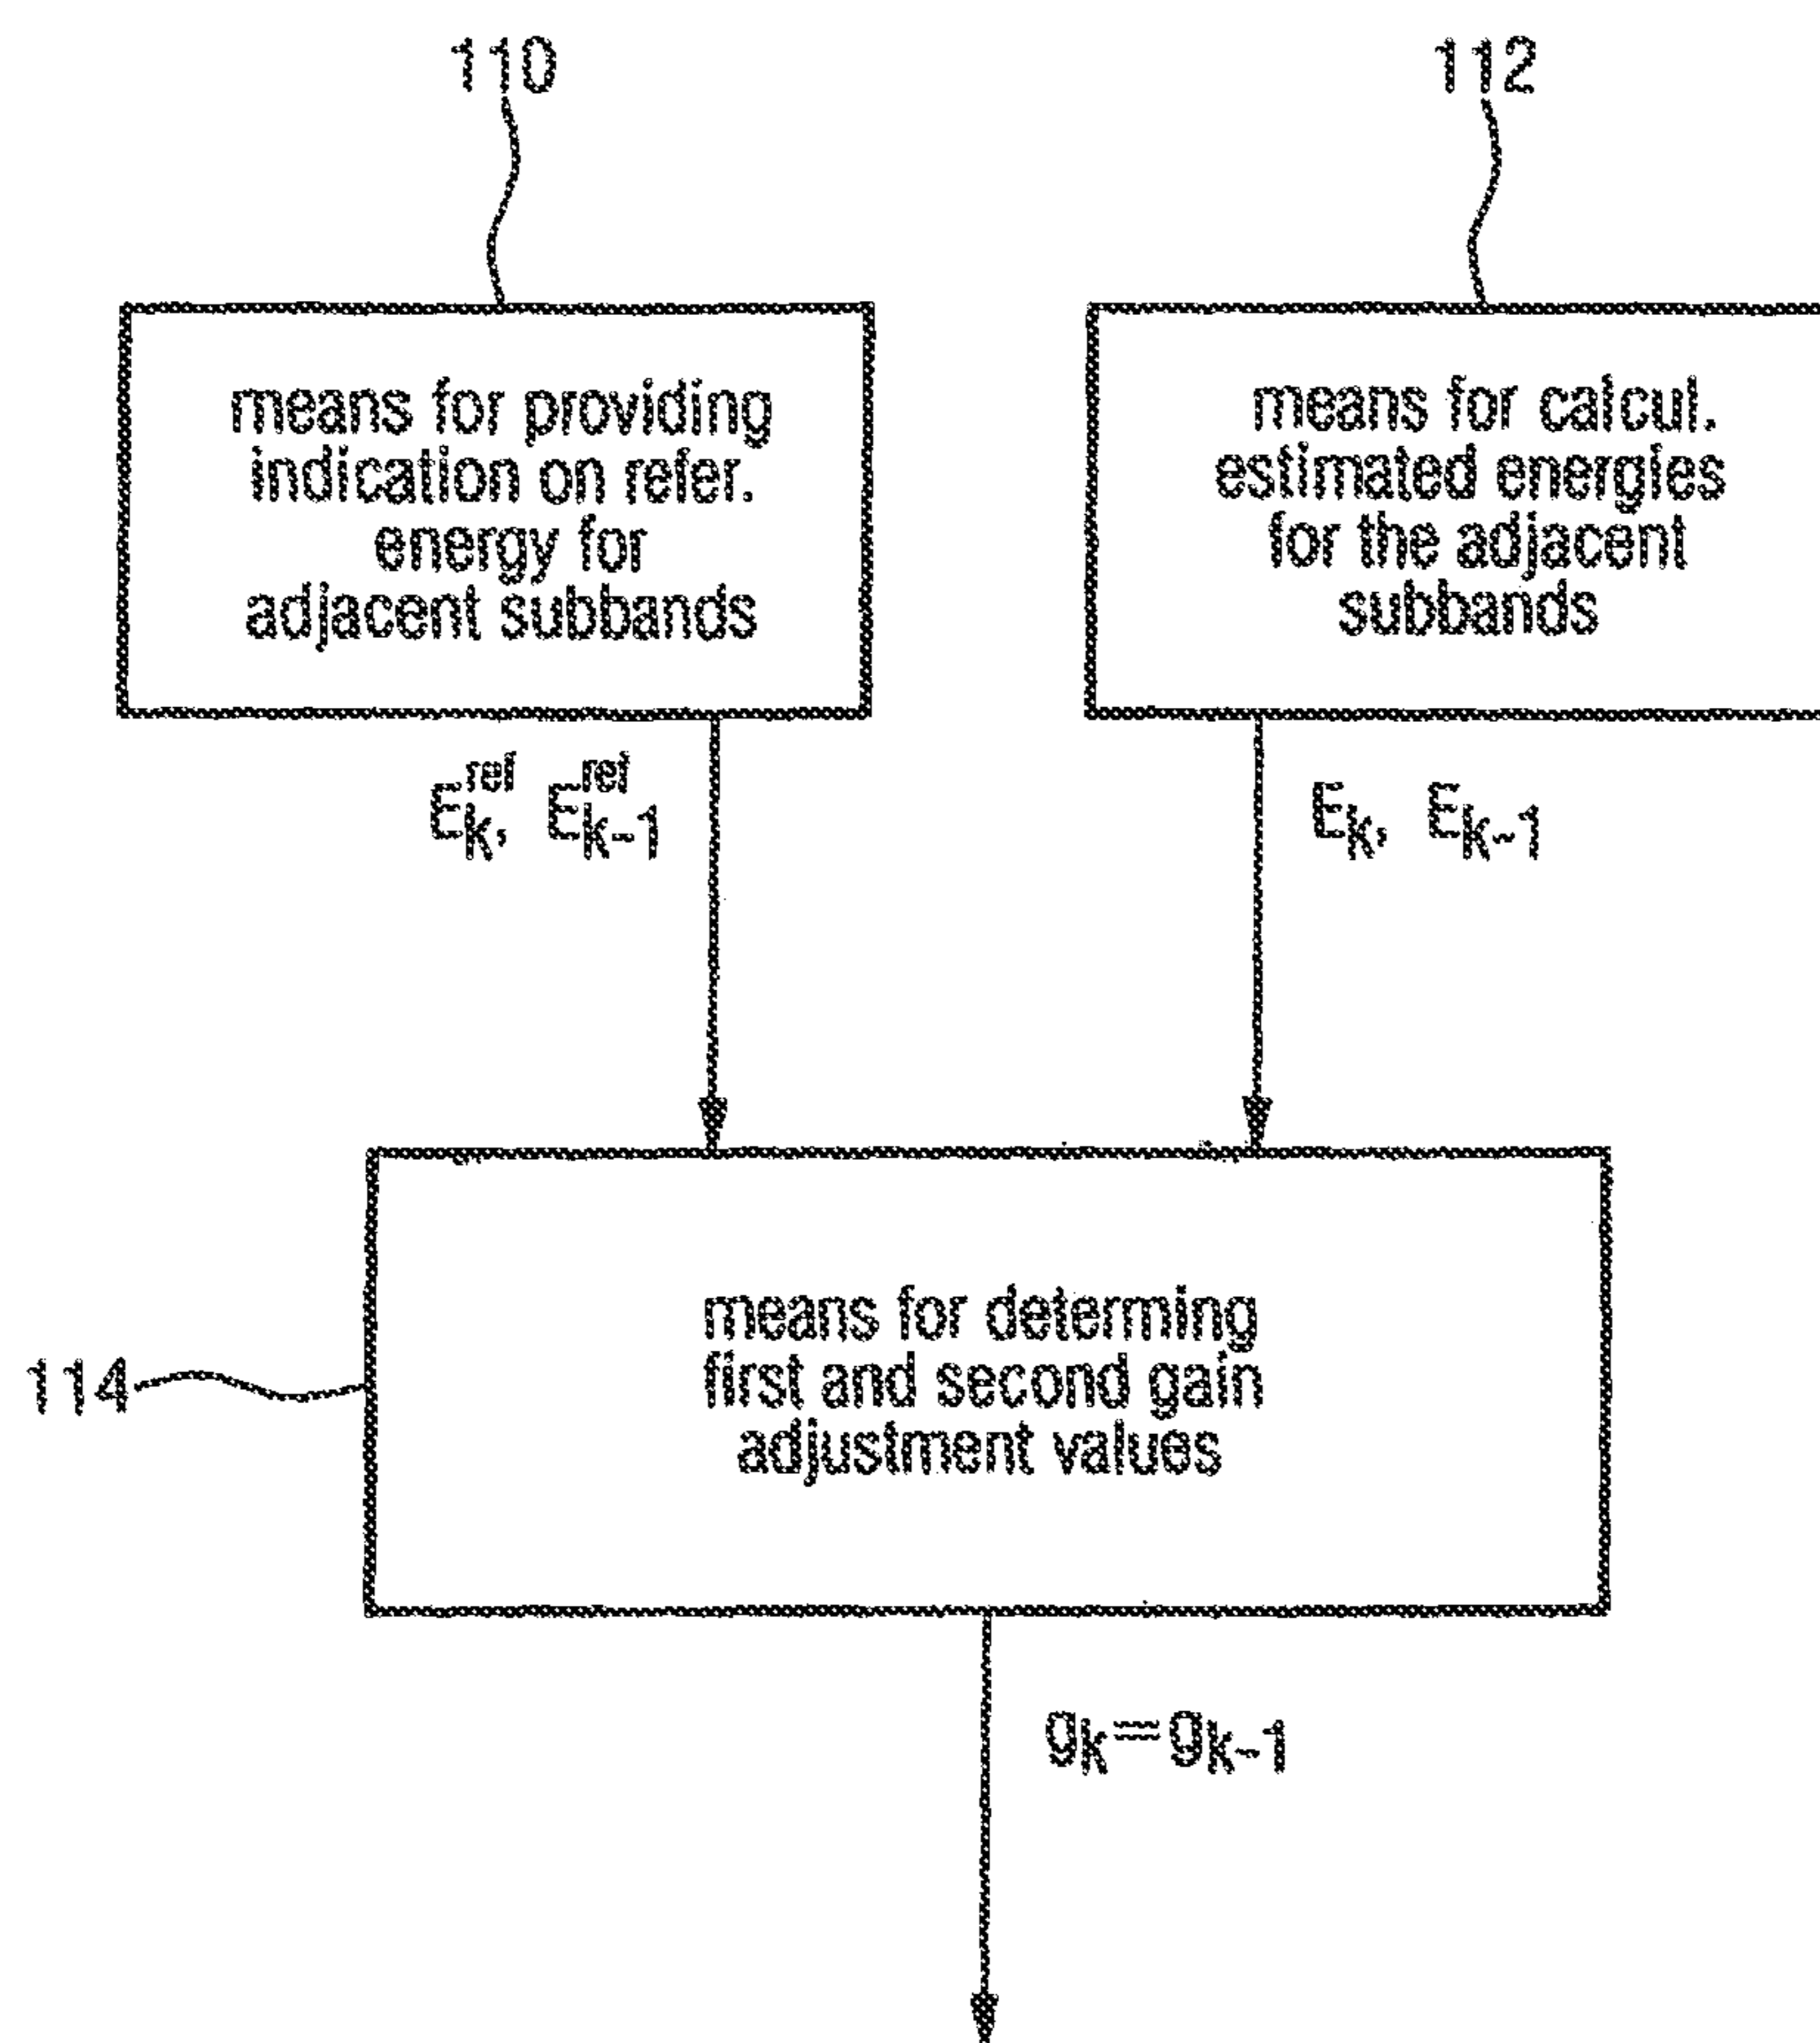 110
112
means for providing
indication on refer.
energy for
adjacent subbands
means for calcul.
estimated energies
for the adjacent
subbands
E_k^ref, E_k-1^ref
E_k, E_k-1
means for determing
first and second gain
adjustment values
114
g_k=g_k-1